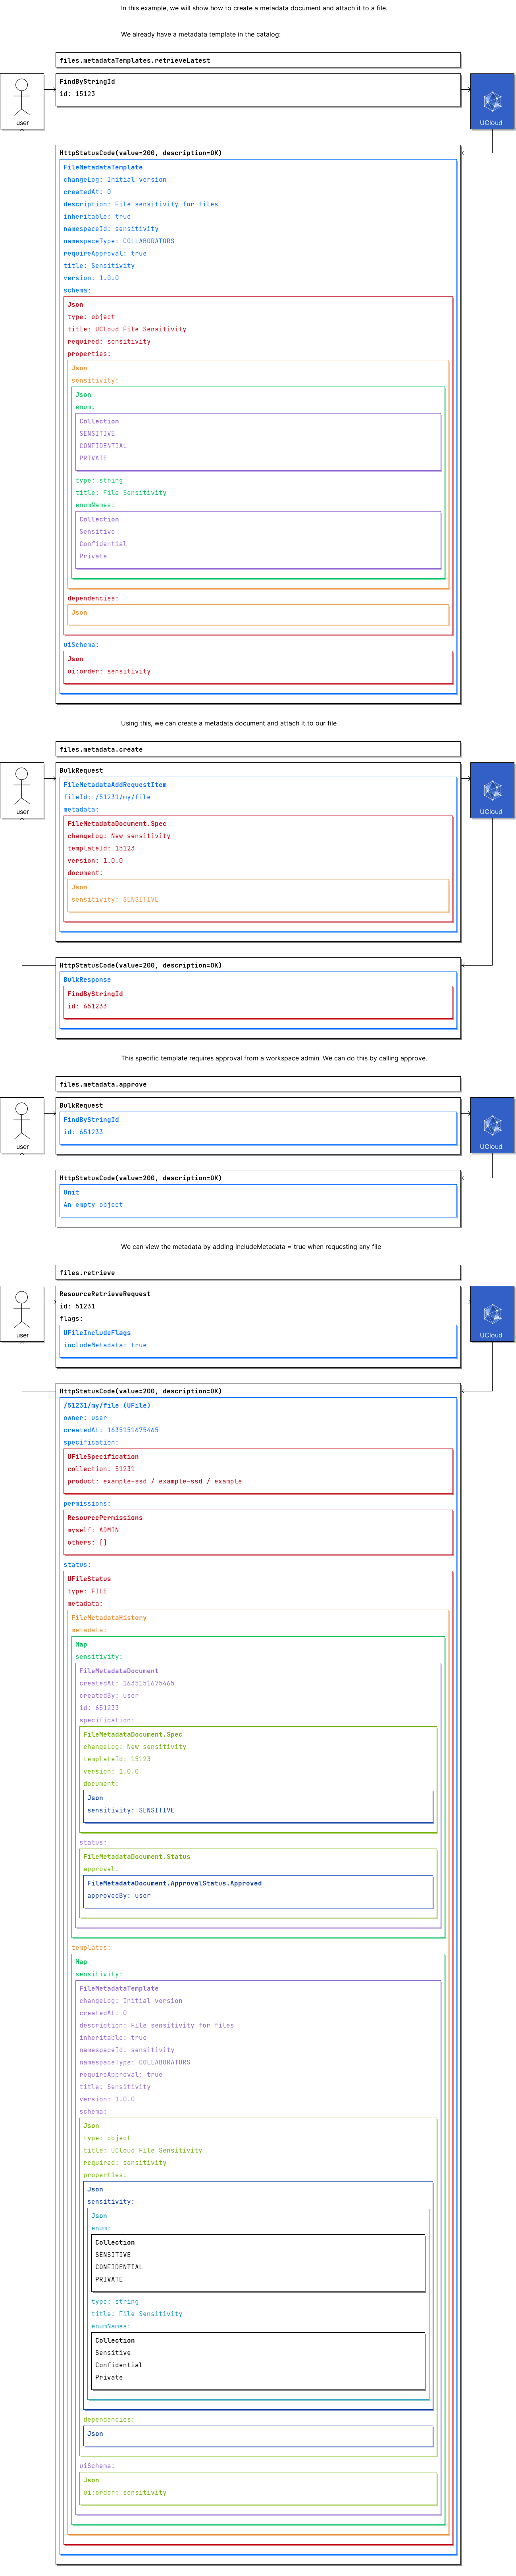 In this example, we will show how to create a metadata document and attach it to a file.
We already have a metadata template in the catalog:
files.metadataTemplates.retrieveLatest
FindByStringId
id: 15123
user
UCloud
HttpStatusCode(value=200, description=OK)
FileMetadataTemplate
changeLog: Initial version
createdAt: 0
description: File sensitivity for files
inheritable: true
namespaceId: sensitivity
namespaceType: COLLABORATORS
requireApproval: true
title: Sensitivity
version: 1.0.0
schema:
Json
type: object
title: UCloud File Sensitivity
required: sensitivity
properties:
Json
sensitivity:
Json
enum:
Collection
SENSITIVE
CONFIDENTIAL
PRIVATE
type: string
title: File Sensitivity
enumNames:
Collection
Sensitive
Confidential
Private
dependencies:
Json
uiSchema:
Json
ui:order: sensitivity
Using this, we can create a metadata document and attach it to our file
files.metadata.create
BulkRequest
FileMetadataAddRequestItem
fileId: /51231/my/file
metadata:
user
UCloud
FileMetadataDocument.Spec
changeLog: New sensitivity
templateId: 15123
version: 1.0.0
document:
Json
sensitivity: SENSITIVE
HttpStatusCode(value=200, description=OK)
BulkResponse
FindByStringId
id: 651233
This specific template requires approval from a workspace admin. We can do this by calling approve.
files.metadata.approve
BulkRequest
FindByStringId
id: 651233
user
UCloud
HttpStatusCode(value=200, description=OK)
Unit
An empty object
We can view the metadata by adding includeMetadata = true when requesting any file
files.retrieve
ResourceRetrieveRequest
id: 51231
flags:
UFileIncludeFlags
user
UCloud
includeMetadata: true
HttpStatusCode(value=200, description=OK)
/51231/my/file (UFile)
owner: user
createdAt: 1635151675465
specification:
UFileSpecification
collection: 51231
product: example-ssd / example-ssd / example
permissions:
ResourcePermissions
myself: ADMIN
others: []
status:
UFileStatus
type: FILE
metadata:
FileMetadataHistory
metadata:
Map
sensitivity:
FileMetadataDocument
createdAt: 1635151675465
createdBy: user
id: 651233
specification:
FileMetadataDocument.Spec
changeLog: New sensitivity
templateId: 15123
version: 1.0.0
document:
Json
sensitivity: SENSITIVE
status:
FileMetadataDocument.Status
approval:
FileMetadataDocument.ApprovalStatus.Approved
approvedBy: user
templates:
Map
sensitivity:
FileMetadataTemplate
changeLog: Initial version
createdAt: 0
description: File sensitivity for files
inheritable: true
namespaceId: sensitivity
namespaceType: COLLABORATORS
requireApproval: true
title: Sensitivity
version: 1.0.0
schema:
Json
type: object
title: UCloud File Sensitivity
required: sensitivity
properties:
Json
sensitivity:
Json
enum:
Collection
SENSITIVE
CONFIDENTIAL
PRIVATE
type: string
title: File Sensitivity
enumNames:
Collection
Sensitive
Confidential
Private
dependencies:
Json
uiSchema:
Json
ui:order: sensitivity